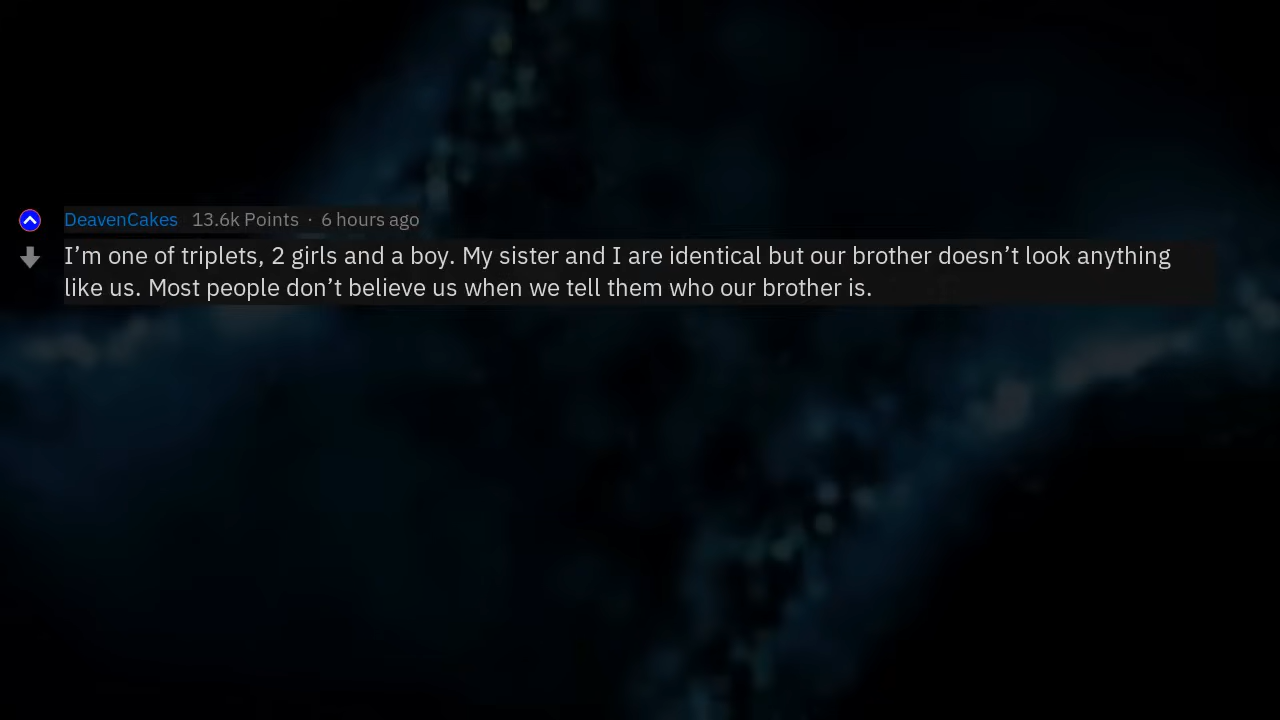 DeavenCakes 13.6k Points · 6 hours ago
I’m one of triplets, 2 girls and a boy. My sister and I are identical but our brother doesn’t look anything
like us. Most people don’t believe us when we tell them who our brother is.